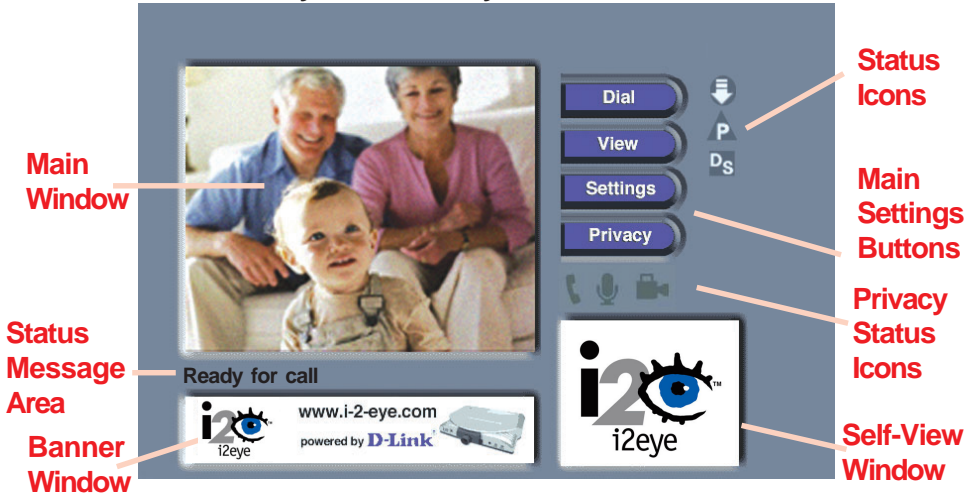 Main
Window
Status
Message
Area
Banner
Window
Ready for call
i2
i2eye
www.i-2-eye.com
powered by D-Link
Dial
View
Settings
Privacy
P
DS
i2
™
i2eye
Status
Icons
Main
Settings
Buttons
Privacy
Status
Icons
Self-View
Window